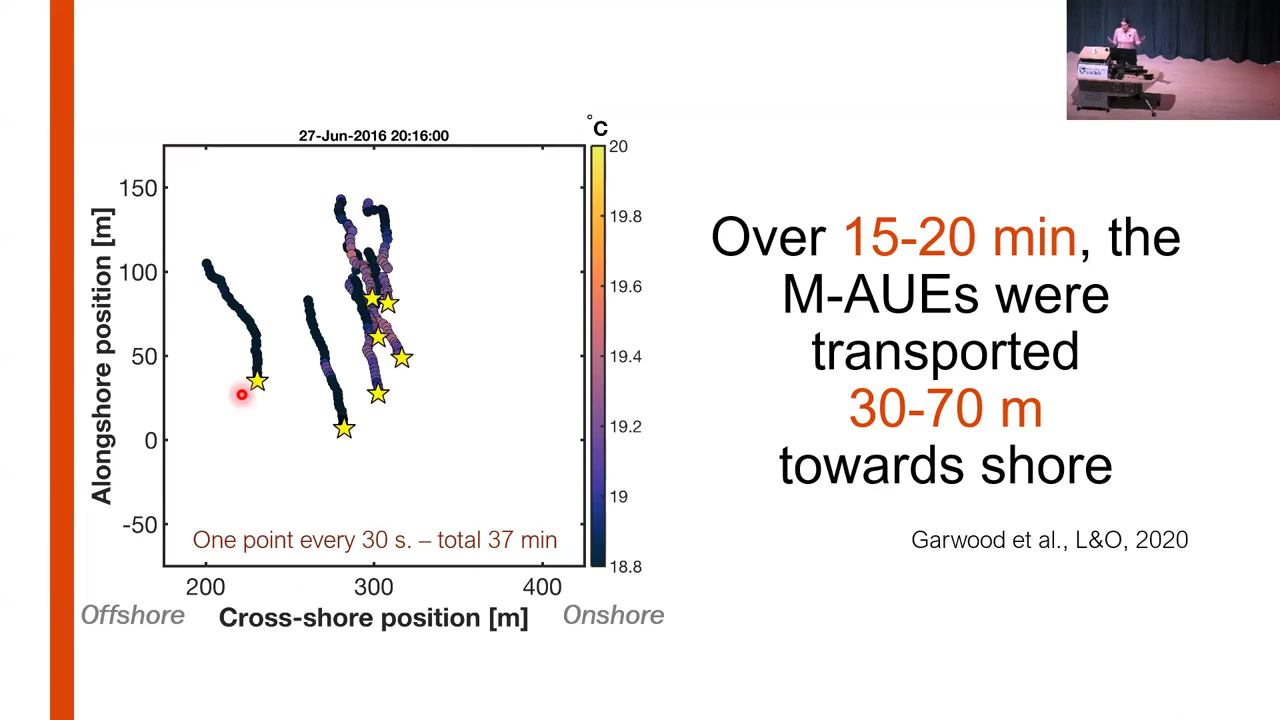 27-Jun-2016 20:16:00
°C
20
19.8
19.6
19.4
19.2
19
18.8
150
100
50
0
-50
Alongshore position [m]
One point every 30 s. – total 37 min
200
300
400
Offshore
Cross-shore position [m]
Onshore
Over 15-20 min, the
M-AUEs were
transported
30-70 m
towards shore
Garwood et al., L&O, 2020